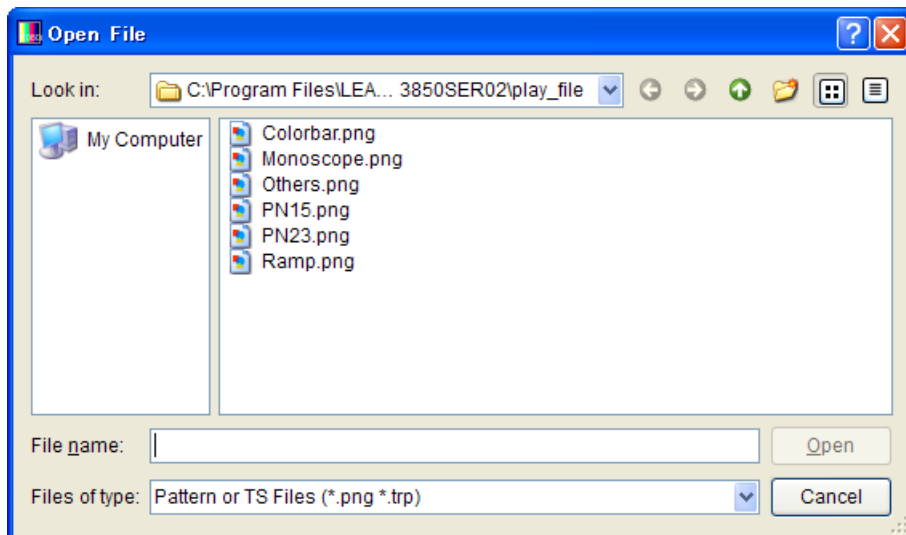 Open File
Look in: C:\Program Files\LEA... 3850SER02\play_file
My Computer
Colorbar.png
Monoscope.png
Others.png
PN15.png
PN23.png
Ramp.png
File name: Open
Files of type: Pattern or TS Files (*.png *.trp) Cancel